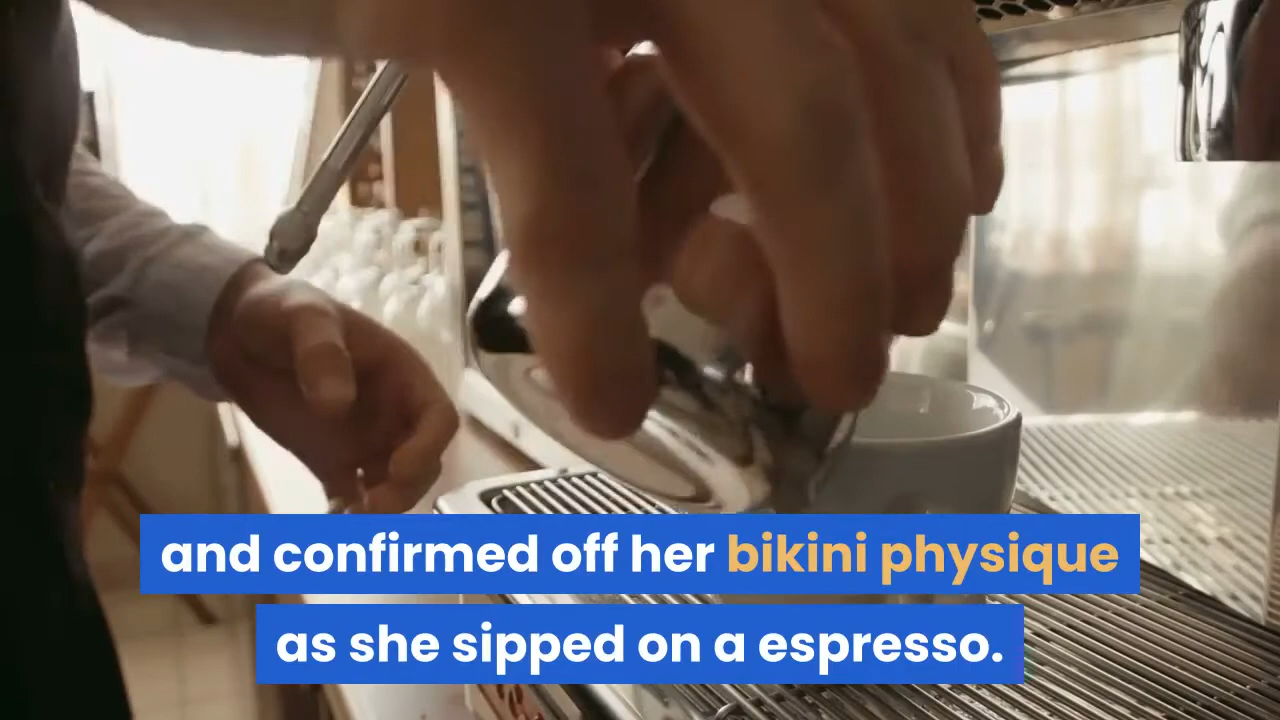 and confirmed off her bikini physique
as she sipped on a espresso.